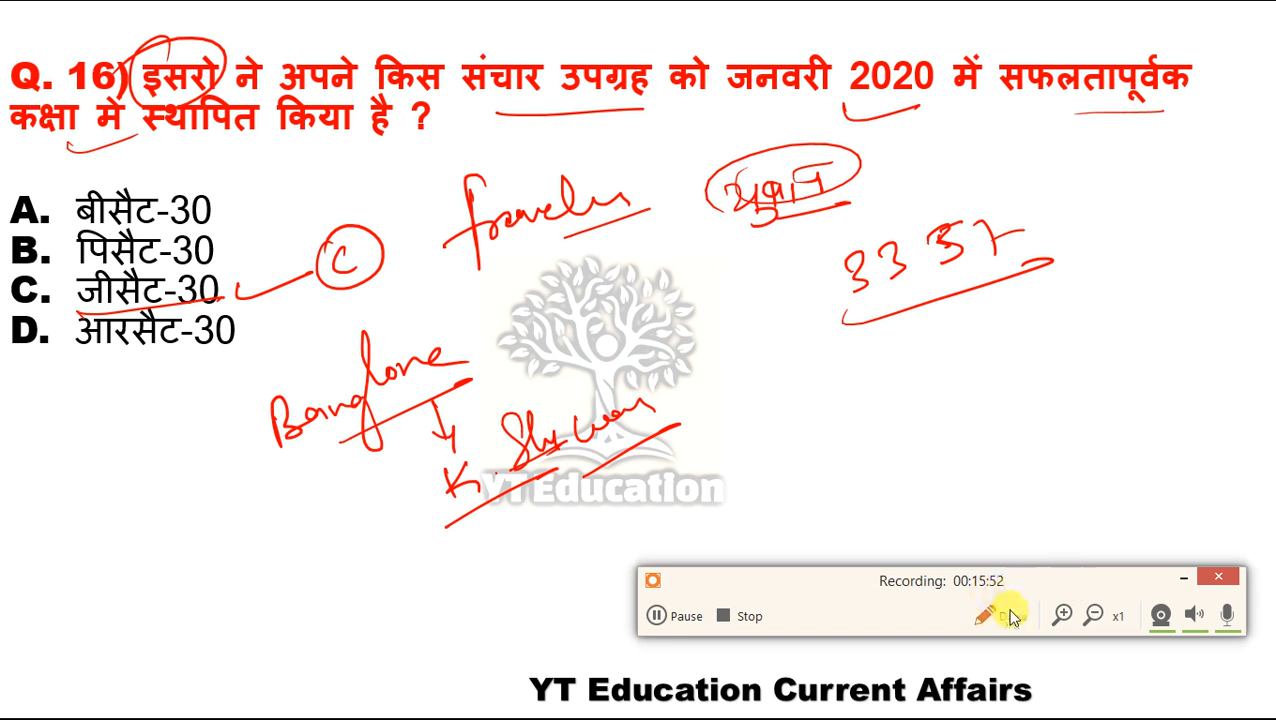 Q. 16) इसरो ने अपने किस संचार उपग्रह को जनवरी 2020 में सफलतापूर्वक
कक्षा मे स्थापित किया है ?
A. बीसैट-30
B. पिसैट-30
C. जीसैट-30
D. आरसैट-30
C
3357
Banglore
K.
YT Education
Recording: 00:15:52
Pause
Stop
x1
YT Education Current Affairs